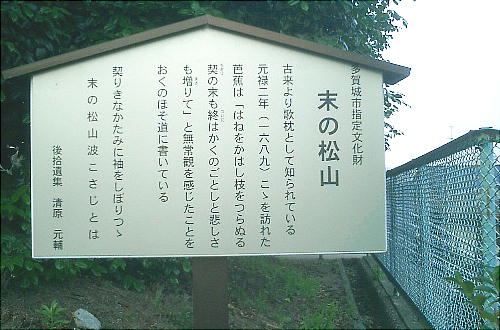 多賀城市指定文化財
末の松山
古来より歌枕として知られている
元禄二年(一六八九)こゝを訪れた
芭蕉は「はねをかはし枝をつらぬる
契の末も終はかくのごとしと悲しさ
も増りて」と無常観を感じたことを
おくのほそ道に書いている
契りきなかたみに袖をしぼりつゝ
末の松山波こさじとは
後拾遺集 清原 元輔